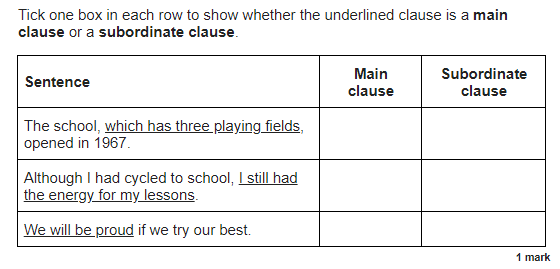 Tick one box in each row to show whether the underlined clause is a main
clause or a subordinate clause.
Sentence
Main
clause
Subordinate
clause
The school, which has three playing fields,
opened in 1967.
Although I had cycled to school, I still had
the energy for my lessons.
We will be proud if we try our best.
1 mark